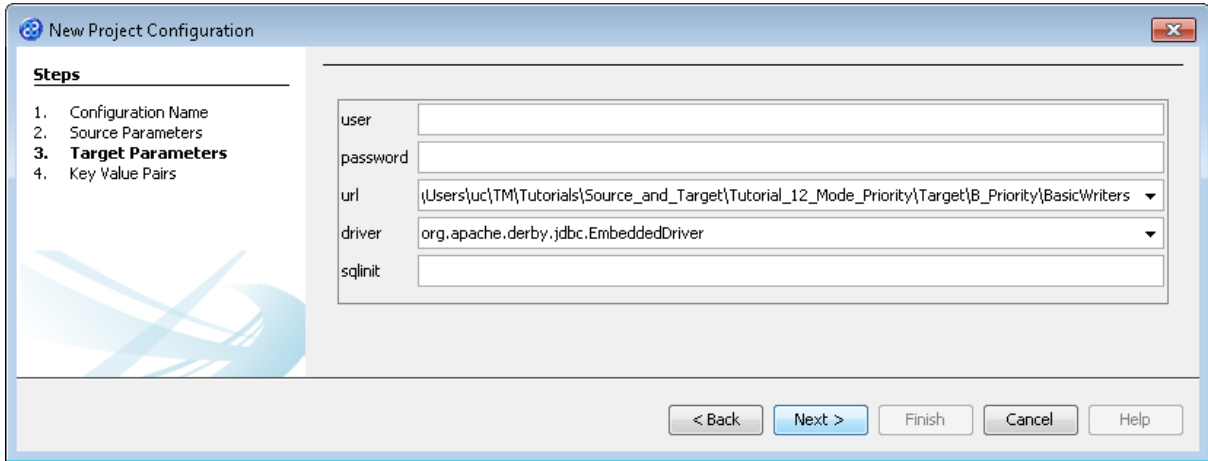 New Project Configuration
Steps
1. Configuration Name
2. Source Parameters
3. Target Parameters
4. Key Value Pairs
user
password
url \Users\uc\TM\Tutorials\Source_and_Target\Tutorial_12_Mode_Priority\Target\B_Priority\BasicWriters
driver org.apache.derby.jdbc.EmbeddedDriver
sqlinit
< Back Next > Finish Cancel Help